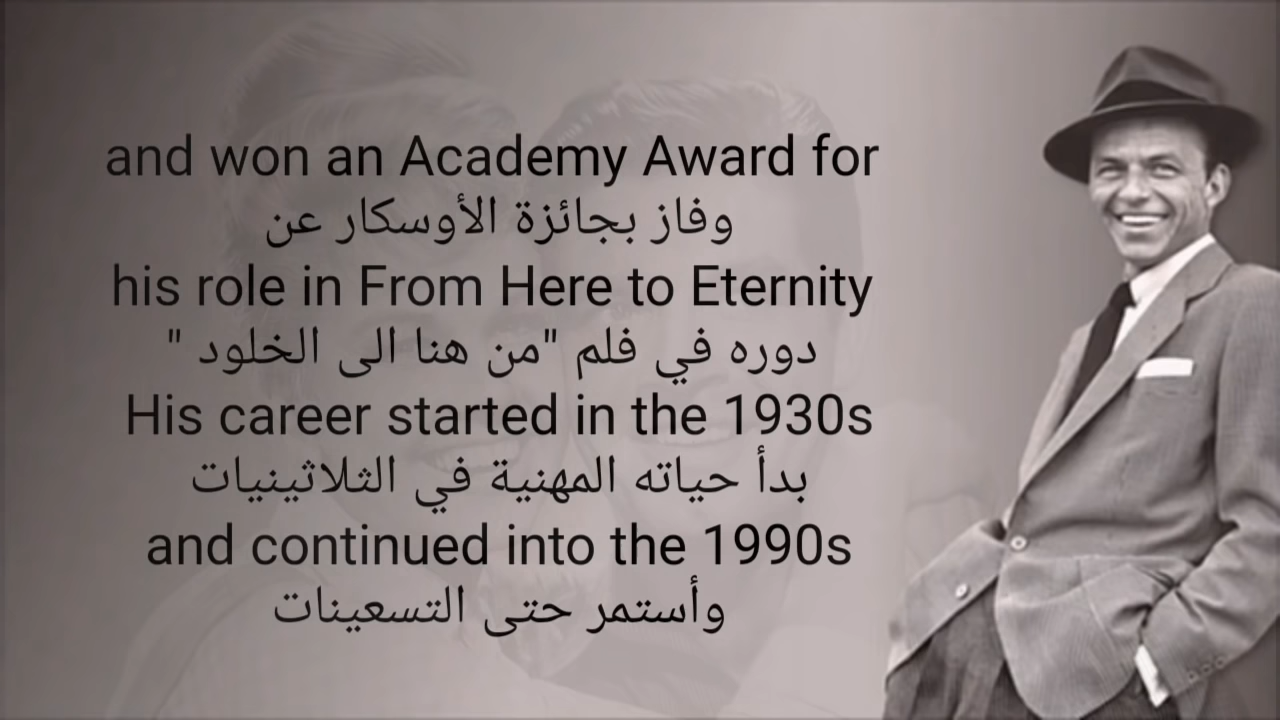 and won an Academy Award for
وفاز بجائزة الأوسكار عن
his role in From Here to Eternity
دوره في فلم "من هنا الى الخلود "
His career started in the 1930s
بدأ حياته المهنية في الثلاثينيات
and continued into the 1990s
وأستمر حتى التسعينات